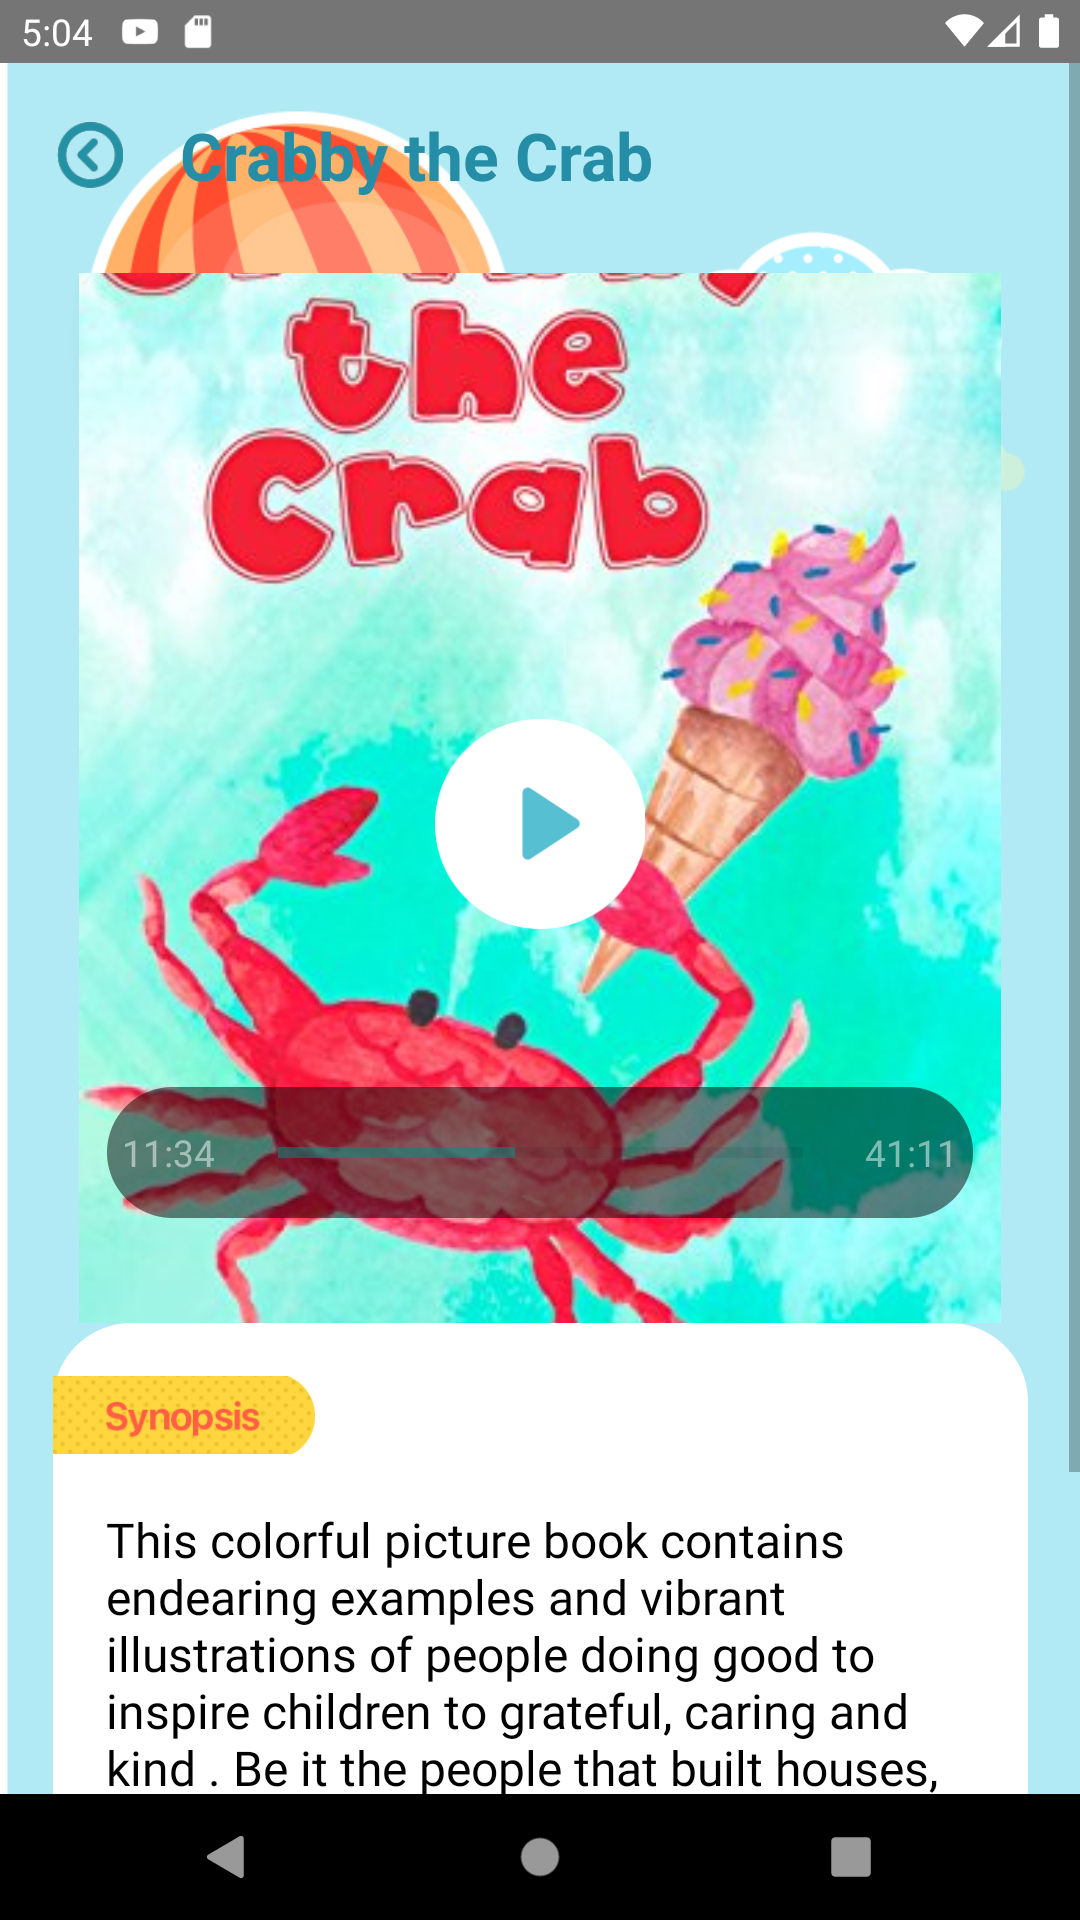 5:04
Crabby the Crab
the
Crab
11:34
41:11
Synopsis
This colorful picture book contains
endearing examples and vibrant
illustrations of people doing good to
inspire children to grateful, caring and
kind . Be it the people that built houses,